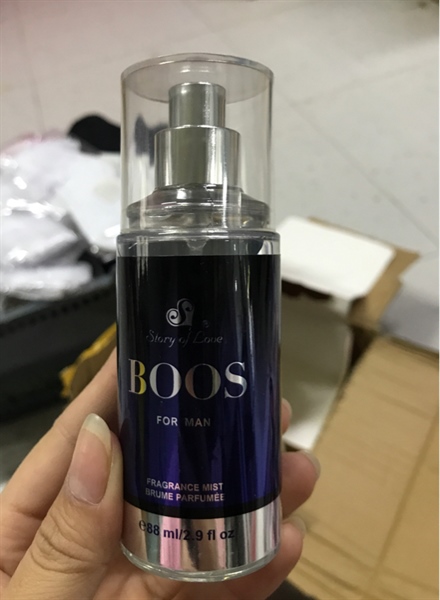 Story of Love ®
BOOS
FOR MAN
FRAGRANCE MIST
BRUME PARFUMÉE
℮88 ml/2.9 fl oz